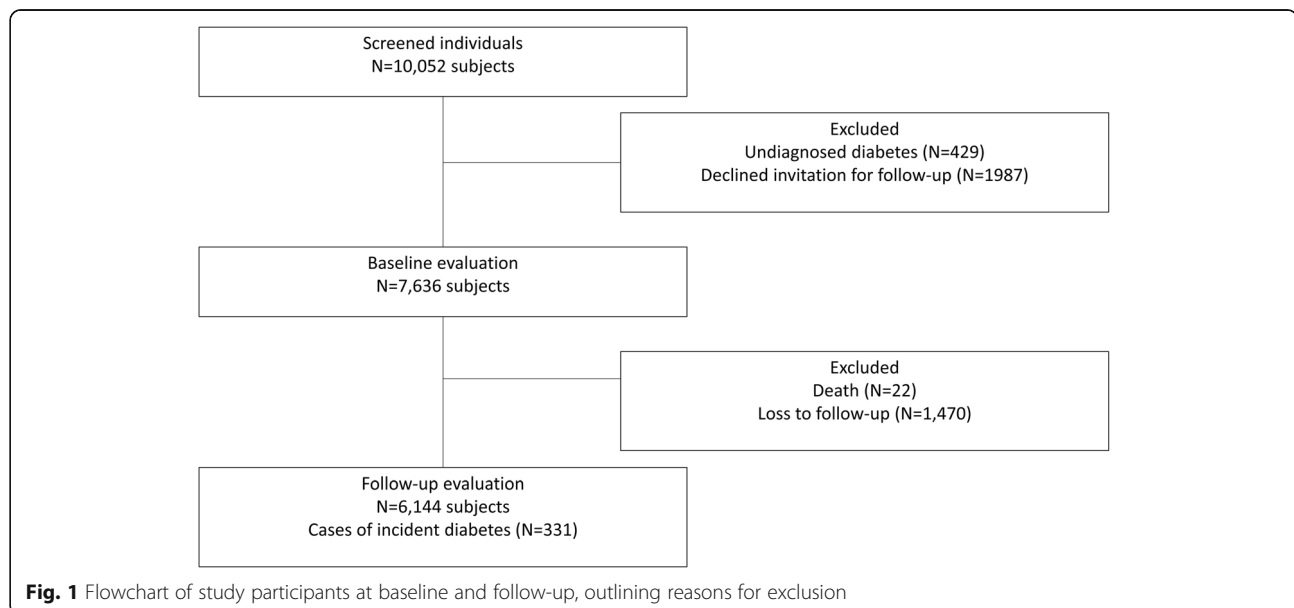 Screened individuals
N=10,052 subjects
Excluded
Undiagnosed diabetes (N=429)
Declined invitation for follow-up (N=1987)
Baseline evaluation
N=7,636 subjects
Excluded
Death (N=22)
Loss to follow-up (N=1,470)
Follow-up evaluation
N=6,144 subjects
Cases of incident diabetes (N=331)
Fig. 1 Flowchart of study participants at baseline and follow-up, outlining reasons for exclusion